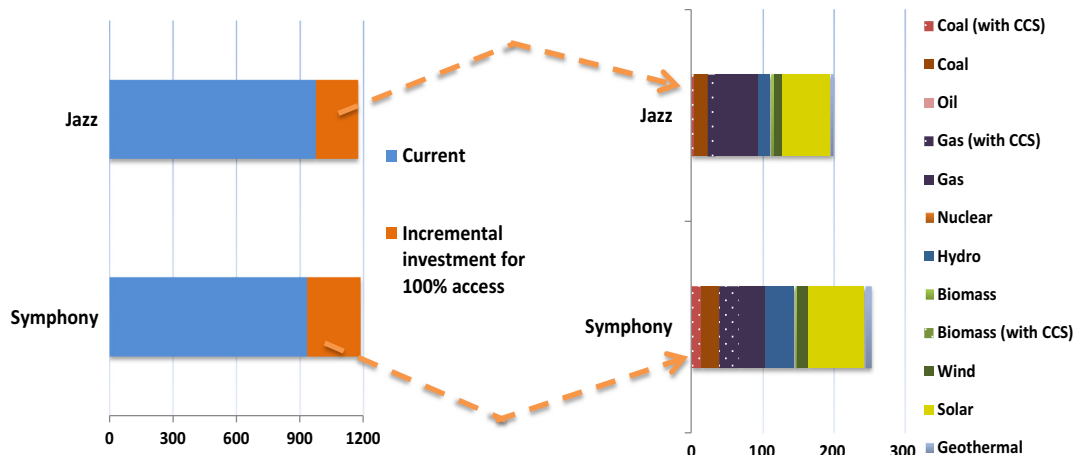 Jazz
Symphony
0 300 600 900 1200
Current
Incremental
investment for
100% access
Jazz
Symphony
0 100 200 300
Coal (with CCS)
Coal
Oil
Gas (with CCS)
Gas
Nuclear
Hydro
Biomass
Biomass (with CCS)
Wind
Solar
Geothermal